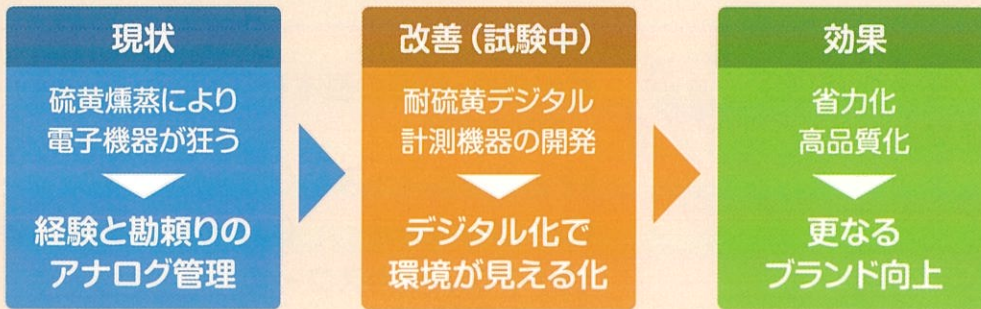 現状
硫黄燻蒸により
電子機器が狂う
経験と勘頼りの
アナログ管理
改善（試験中）
耐硫黄デジタル
計測機器の開発
デジタル化で
環境が見える化
効果
省力化
高品質化
更なる
ブランド向上